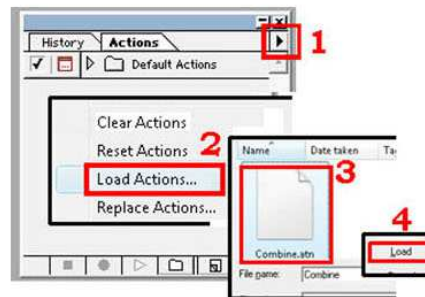 History Actions
1
Default Actions
Clear Actions
Reset Actions
2
Load Actions...
Replace Actions...
Name Date taken
3
Combine.atn
4
Load
File name: Combine